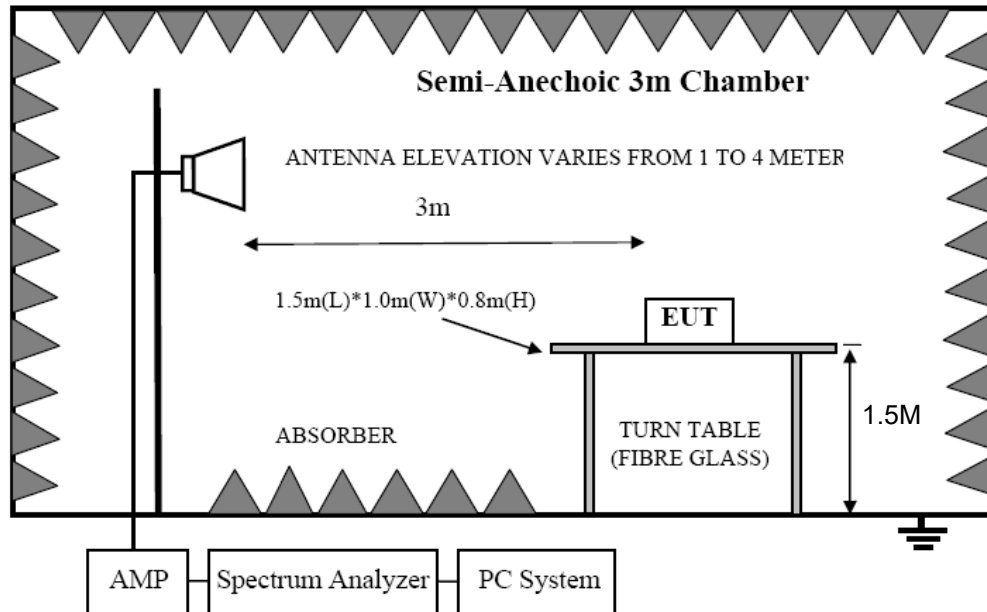 Semi-Anechoic 3m Chamber
ANTENNA ELEVATION VARIES FROM 1 TO 4 METER
3m
1.5m(L)*1.0m(W)*0.8m(H)
EUT
1.5M
ABSORBER
TURN TABLE
(FIBRE GLASS)
AMP
Spectrum Analyzer
PC System